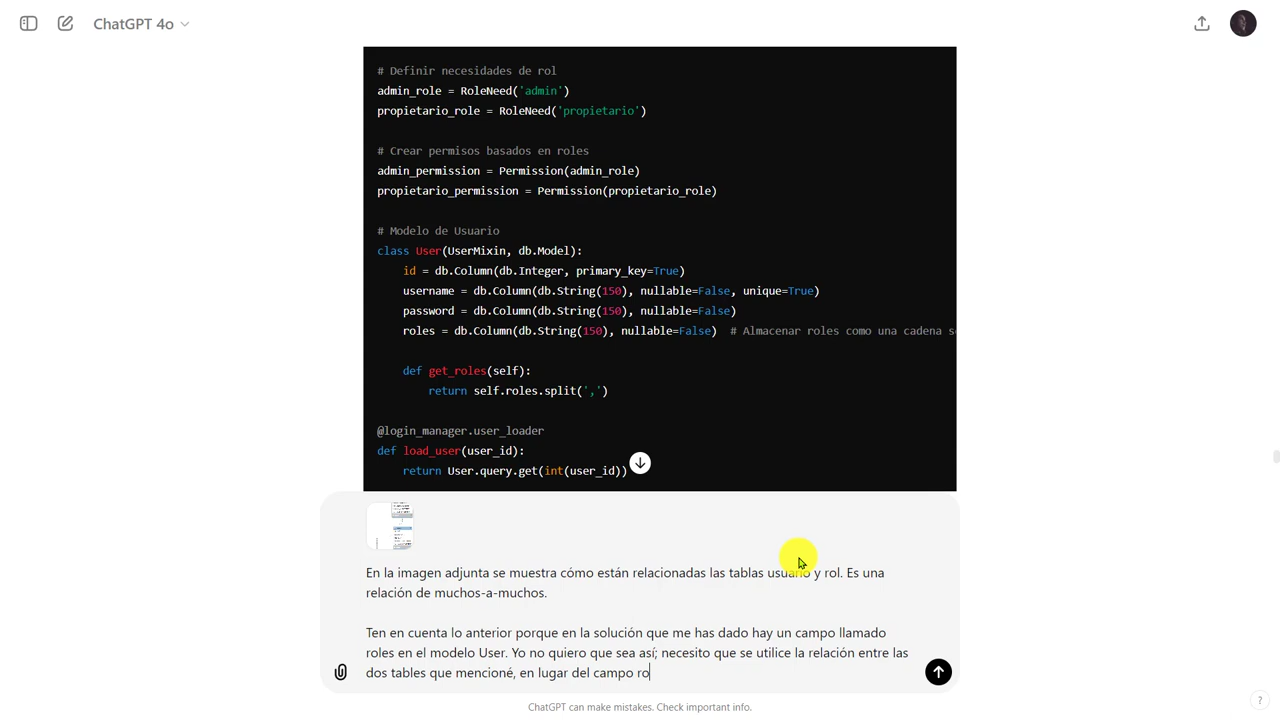 ChatGPT 4o
# Definir necesidades de rol
admin_role = RoleNeed('admin')
propietario_role = RoleNeed('propietario')
# Crear permisos basados en roles
admin_permission = Permission(admin_role)
propietario_permission = Permission(propietario_role)
# Modelo de Usuario
class User(UserMixin, db.Model):
    id = db.Column(db.Integer, primary_key=True)
    username = db.Column(db.String(150), nullable=False, unique=True)
    password = db.Column(db.String(150), nullable=False)
    roles = db.Column(db.String(150), nullable=False)  # Almacenar roles como una cadena
    def get_roles(self):
        return self.roles.split(',')
@login_manager.user_loader
def load_user(user_id):
    return User.query.get(int(user_id))
En la imagen adjunta se muestra cómo están relacionadas las tablas usuario y rol. Es una
relación de muchos-a-muchos.
Ten en cuenta lo anterior porque en la solución que me has dado hay un campo llamado
roles en el modelo User. Yo no quiero que sea así; necesito que se utilice la relación entre las
dos tables que mencioné, en lugar del campo ro
ChatGPT can make mistakes. Check important info.
?